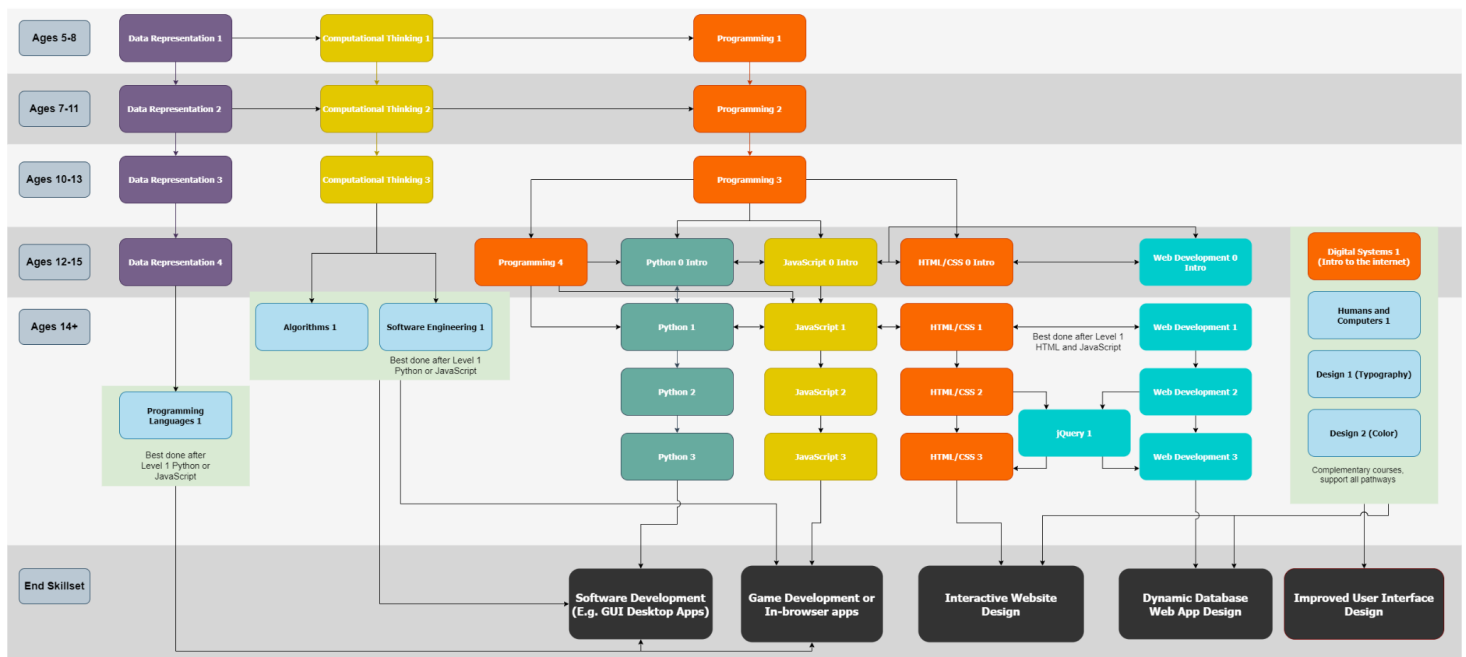 Ages 5-8
Data Representation 1
Computational Thinking 1
Programming 1
Ages 7-11
Data Representation 2
Computational Thinking 2
Programming 2
Ages 10-13
Data Representation 3
Computational Thinking 3
Programming 3
Ages 12-15
Data Representation 4
Programming 4
Python 0 Intro
JavaScript 0 Intro
HTML/CSS 0 Intro
Web Development 0
Intro
Digital Systems 1
(Intro to the internet)
Ages 14+
Algorithms 1
Software Engineering 1
Best done after Level 1
Python or JavaScript
Python 1
JavaScript 1
HTML/CSS 1
Best done after Level 1
HTML and JavaScript
Web Development 1
Humans and
Computers 1
Programming
Languages 1
Best done after
Level 1 Python or
JavaScript
Python 2
JavaScript 2
HTML/CSS 2
Web Development 2
Design 1 (Typography)
jQuery 1
Python 3
JavaScript 3
HTML/CSS 3
Web Development 3
Design 2 (Color)
Complementary courses,
support all pathways
End Skillset
Software Development
(E.g. GUI Desktop Apps)
Game Development or
In-browser apps
Interactive Website
Design
Dynamic Database
Web App Design
Improved User Interface
Design